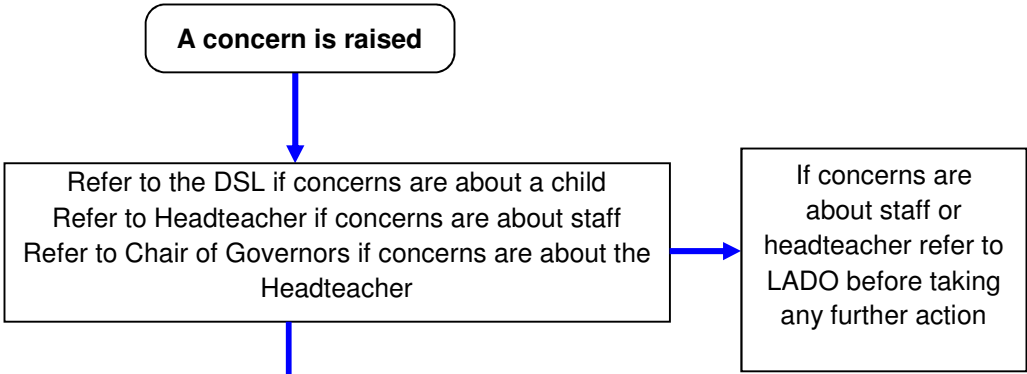 A concern is raised
Refer to the DSL if concerns are about a child
Refer to Headteacher if concerns are about staff
Refer to Chair of Governors if concerns are about the
Headteacher
If concerns are
about staff or
headteacher refer to
LADO before taking
any further action